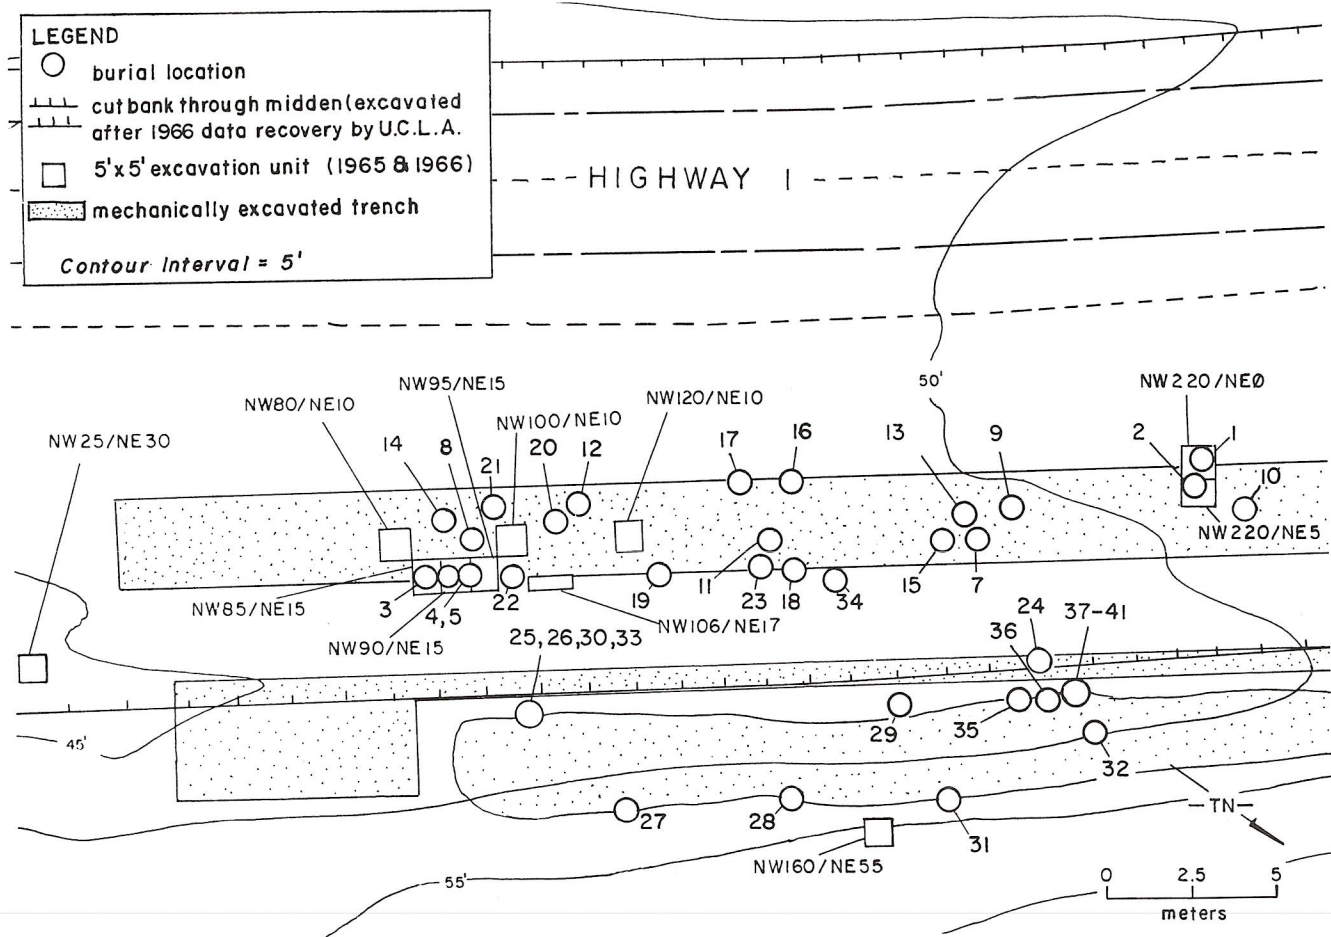 LEGEND
burial location
cut bank through midden (excavated
after 1966 data recovery by U.C.L.A.
5'x 5' excavation unit (1965 & 1966)
mechanically excavated trench
Contour Interval = 5'
HIGHWAY 1
50'
NW95/NE15
NW220/NEØ
NW80/NE10
NW120/NE10
NW100/NE10
NW25/NE30
14
8
21
20
12
17
16
13
9
2
1
10
NW220/NE5
11
15
7
NW85/NE15
3
4,5
22
19
23
18
34
NW106/NE17
NW90/NE15
25,26,30,33
24
37-41
36
35
29
32
45'
27
28
31
TN
NW160/NE55
55'
0 2.5 5
meters